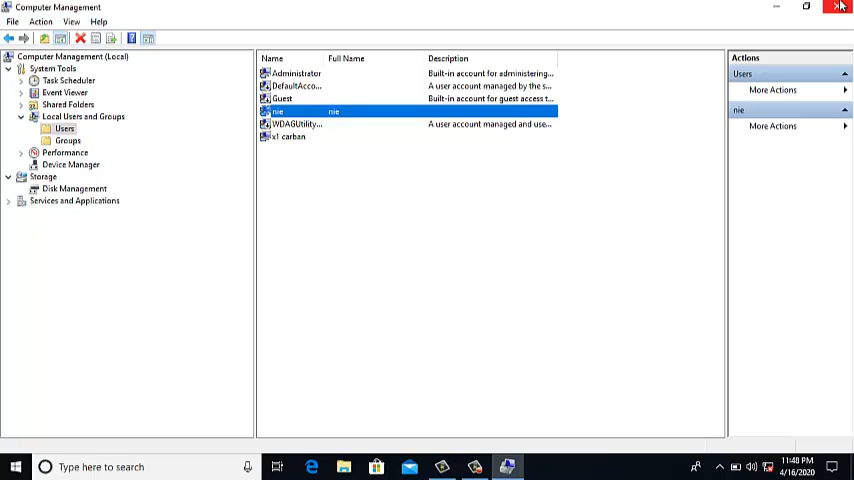 Computer Management
File Action View Help
Computer Management (Local)
System Tools
Task Scheduler
Event Viewer
Shared Folders
Local Users and Groups
Users
Groups
Performance
Device Manager
Storage
Disk Management
Services and Applications
Name Full Name Description
Administrator Built-in account for administering...
DefaultAcco... A user account managed by the s...
Guest Built-in account for guest access t...
nie nie
WDAGUtility... A user account managed and use...
x1 carban
Actions
Users
More Actions
nie
More Actions
Type here to search
11:48 PM
4/16/2020